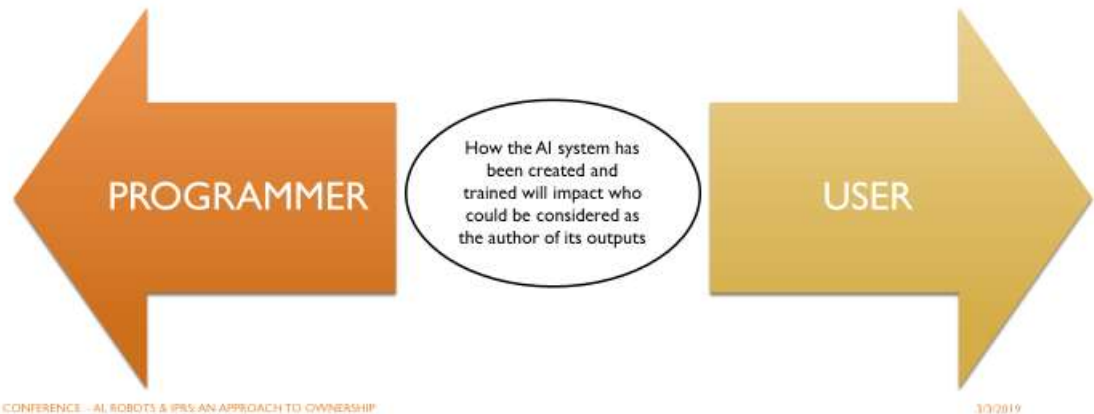 PROGRAMMER
How the AI system has
been created and
trained will impact who
could be considered as
the author of its outputs
USER
CONFERENCE - AI, ROBOTS & IPRS: AN APPROACH TO OWNERSHIP
3/3/2019